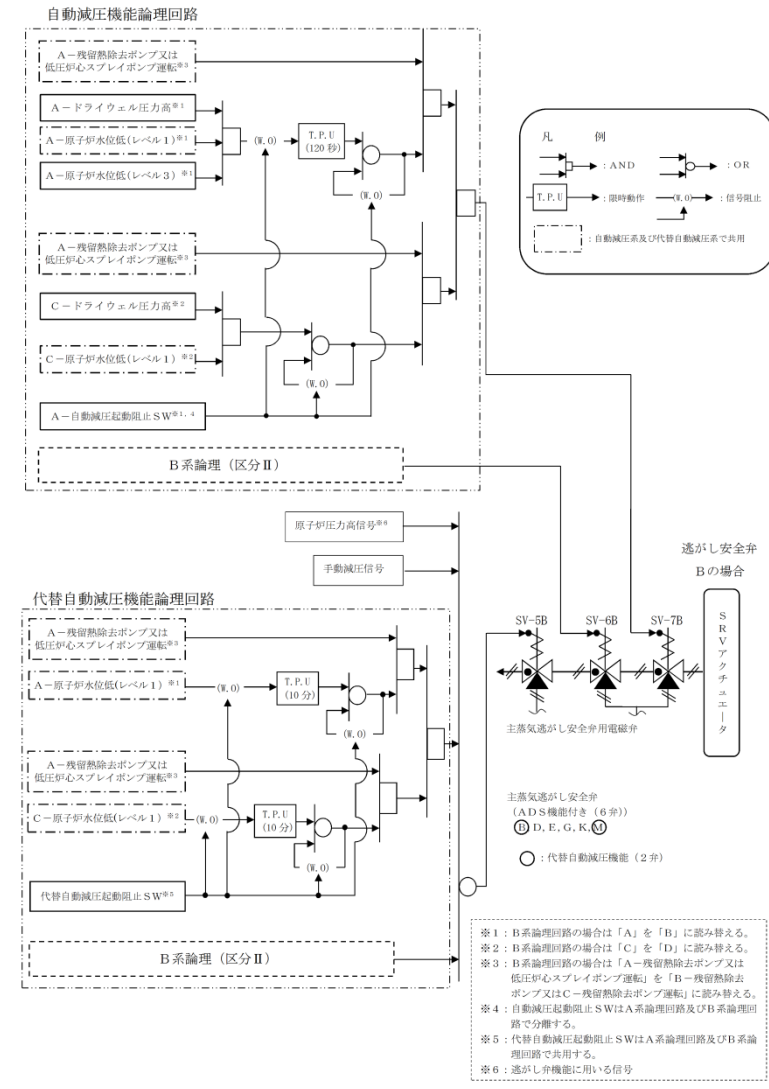 自動減圧機能論理回路
A－残留熱除去ポンプ又は
低圧炉心スプレイポンプ運転※3
A－ドライウェル圧力高※1
A－原子炉水位低(レベル1)※1
A－原子炉水位低(レベル3)※1
(W.O)
T.P.U
(120秒)
(W.O)
A－残留熱除去ポンプ又は
低圧炉心スプレイポンプ運転※3
C－ドライウェル圧力高※2
C－原子炉水位低(レベル1)※2
(W.O)
A－自動減圧起動阻止SW※1,4
B系論理（区分Ⅱ）
凡　例
：AND
：OR
T.P.U
：限時動作
(W.O)
：信号阻止
：自動減圧系及び代替自動減圧系で共用
原子炉圧力高信号※6
手動減圧信号
代替自動減圧機能論理回路
A－残留熱除去ポンプ又は
低圧炉心スプレイポンプ運転※3
A－原子炉水位低(レベル1)※1
(W.O)
T.P.U
(10分)
(W.O)
A－残留熱除去ポンプ又は
低圧炉心スプレイポンプ運転※3
C－原子炉水位低(レベル1)※2
(W.O)
T.P.U
(10分)
(W.O)
代替自動減圧起動阻止SW※5
B系論理（区分Ⅱ）
逃がし安全弁
Bの場合
SV-5B
SV-6B
SV-7B
SRVアクチュエータ
主蒸気逃がし安全弁用電磁弁
主蒸気逃がし安全弁
（ADS機能付き（6弁））
B, D, E, G, K, M
：代替自動減圧機能（2弁）
※1：B系論理回路の場合は「A」を「B」に読み替える。
※2：B系論理回路の場合は「C」を「D」に読み替える。
※3：B系論理回路の場合は「A－残留熱除去ポンプ又は
低圧炉心スプレイポンプ運転」を「B－残留熱除去
ポンプ又はC－残留熱除去ポンプ運転」に読み替える。
※4：自動減圧起動阻止SWはA系論理回路及びB系論理回
路で分離する。
※5：代替自動減圧起動阻止SWはA系論理回路及びB系論
理回路で共用する。
※6：逃がし弁機能に用いる信号